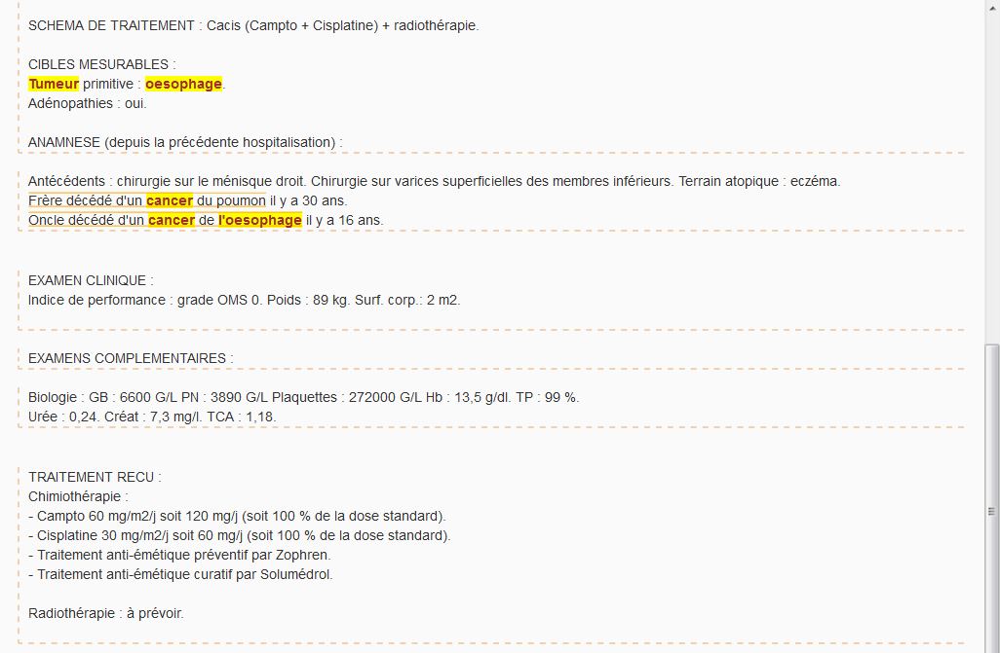 SCHEMA DE TRAITEMENT : Cacis (Campto + Cisplatine) + radiothérapie.
CIBLES MESURABLES :
Tumeur primitive : oesophage.
Adénopathies : oui.
ANAMNESE (depuis la précédente hospitalisation) :
Antécédents : chirurgie sur le ménisque droit. Chirurgie sur varices superficielles des membres inférieurs. Terrain atopique : eczéma.
Frère décédé d'un cancer du poumon il y a 30 ans.
Oncle décédé d'un cancer de l'oesophage il y a 16 ans.
EXAMEN CLINIQUE :
Indice de performance : grade OMS 0. Poids : 89 kg. Surf. corp.: 2 m2.
EXAMENS COMPLEMENTAIRES :
Biologie : GB : 6600 G/L PN : 3890 G/L Plaquettes : 272000 G/L Hb : 13,5 g/dl. TP : 99 %.
Urée : 0,24. Créat : 7,3 mg/l. TCA : 1,18.
TRAITEMENT RECU :
Chimiothérapie :
- Campto 60 mg/m2/j soit 120 mg/j (soit 100 % de la dose standard).
- Cisplatine 30 mg/m2/j soit 60 mg/j (soit 100 % de la dose standard).
- Traitement anti-émétique préventif par Zophren.
- Traitement anti-émétique curatif par Solumédrol.
Radiothérapie : à prévoir.